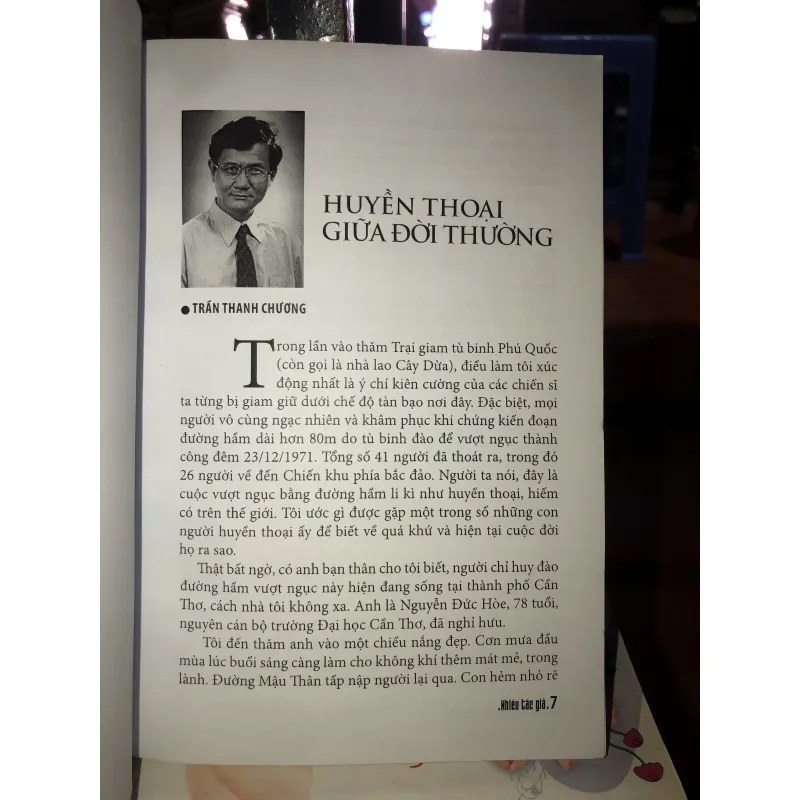 HUYỀN THOẠI
GIỮA ĐỜI THƯỜNG
● TRẦN THANH CHƯƠNG
Trong lần vào thăm Trại giam tù binh Phú Quốc
(còn gọi là nhà lao Cây Dừa), điều làm tôi xúc
động nhất là ý chí kiên cường của các chiến sĩ
ta từng bị giam giữ dưới chế độ tàn bạo nơi đây. Đặc biệt, mọi
người vô cùng ngạc nhiên và khâm phục khi chứng kiến đoạn
đường hầm dài hơn 80m do tù binh đào để vượt ngục thành
công đêm 23/12/1971. Tổng số 41 người đã thoát ra, trong đó
26 người về đến Chiến khu phía bắc đảo. Người ta nói, đây là
cuộc vượt ngục bằng đường hầm li kì như huyền thoại, hiếm
có trên thế giới. Tôi ước gì được gặp một trong số những con
người huyền thoại ấy để biết về quá khứ và hiện tại cuộc đời
họ ra sao.
Thật bất ngờ, có anh bạn thân cho tôi biết, người chỉ huy đào
đường hầm vượt ngục này hiện đang sống tại thành phố Cần
Thơ, cách nhà tôi không xa. Anh là Nguyễn Đức Hòe, 78 tuổi,
nguyên cán bộ trường Đại học Cần Thơ, đã nghỉ hưu.
Tôi đến thăm anh vào một chiều nắng đẹp. Cơn mưa đầu
mùa lúc buổi sáng càng làm cho không khí thêm mát mẻ, trong
lành. Đường Mậu Thân tấp nập người lại qua. Con hẻm nhỏ rẽ
.Nhiều tác giả. 7